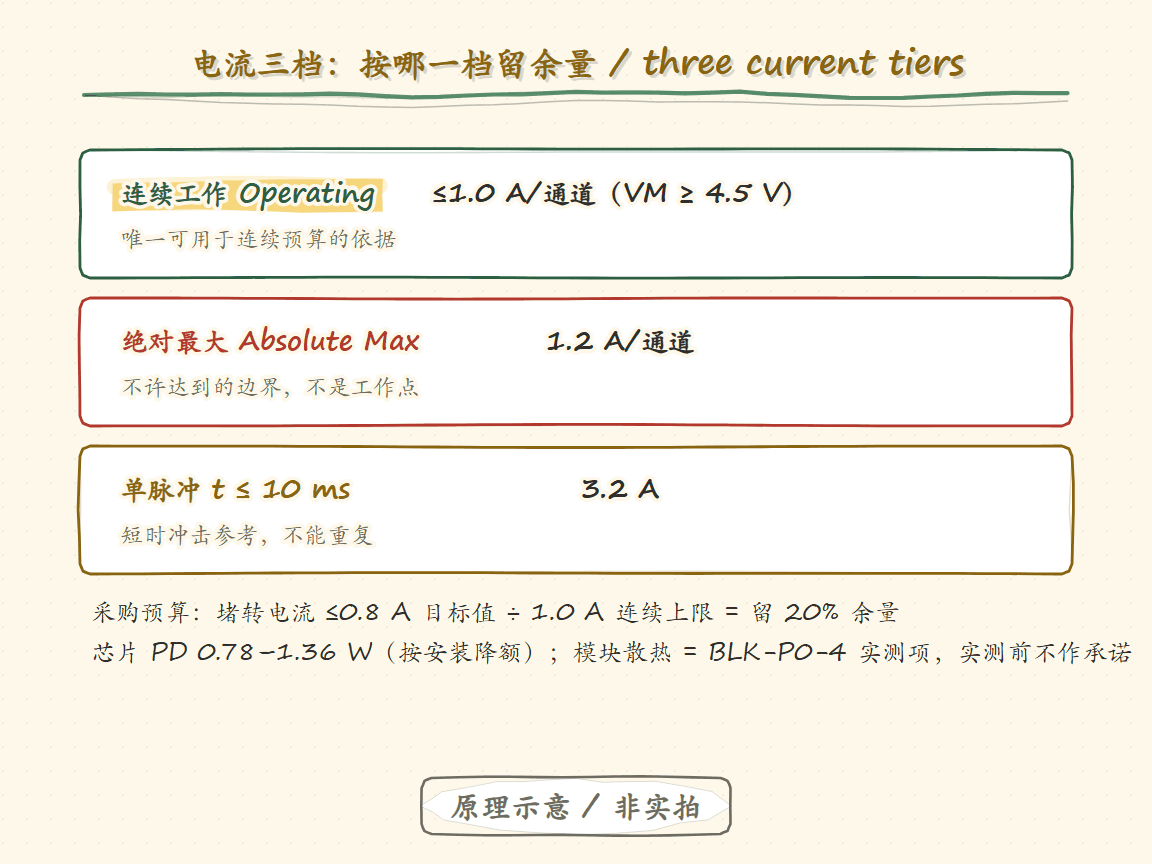 电流三档：按哪一档留余量 / three current tiers
连续工作 Operating ≤1.0 A/通道（VM ≥ 4.5 V）
唯一可用于连续预算的依据
绝对最大 Absolute Max 1.2 A/通道
不许达到的边界，不是工作点
单脉冲 t ≤ 10 ms 3.2 A
短时冲击参考，不能重复
采购预算：堵转电流 ≤0.8 A 目标值 ÷ 1.0 A 连续上限 = 留 20% 余量
芯片 PD 0.78–1.36 W（按安装降额）；模块散热 = BLK-P0-4 实测项，实测前不作承诺
原理示意 / 非实拍